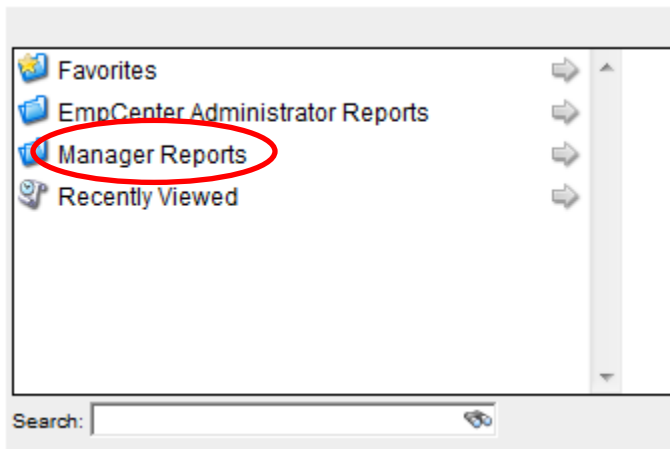 Favorites
EmpCenter Administrator Reports
Manager Reports
Recently Viewed
Search: